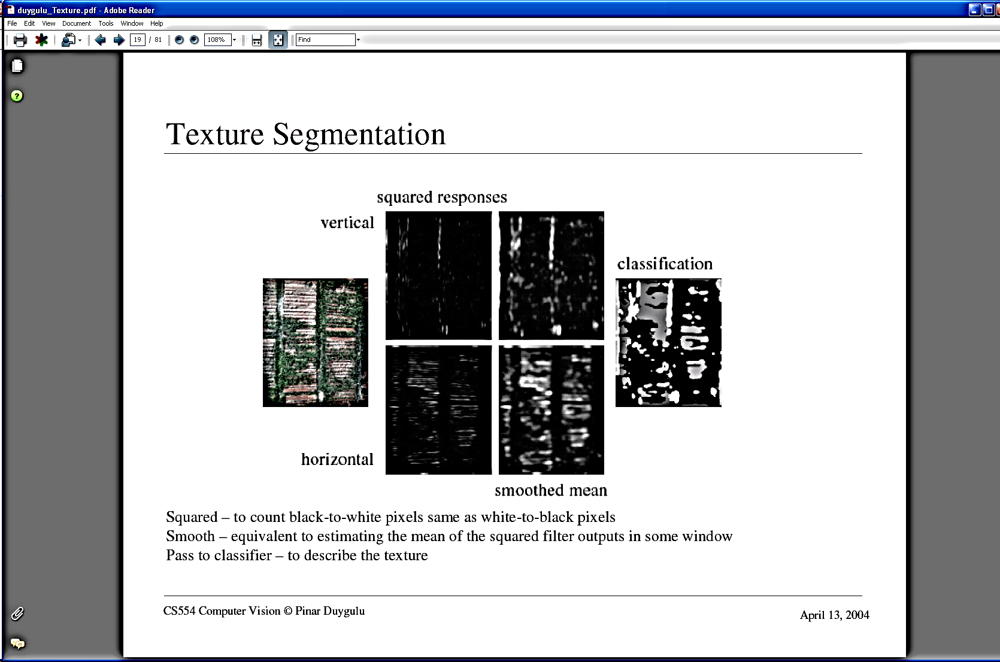 duygulu_Texture.pdf - Adobe Reader
File Edit View Document Tools Window Help
19 / 81 108% Find
Texture Segmentation
squared responses
vertical
classification
horizontal
smoothed mean
Squared – to count black-to-white pixels same as white-to-black pixels
Smooth – equivalent to estimating the mean of the squared filter outputs in some window
Pass to classifier – to describe the texture
CS554 Computer Vision © Pinar Duygulu
April 13, 2004